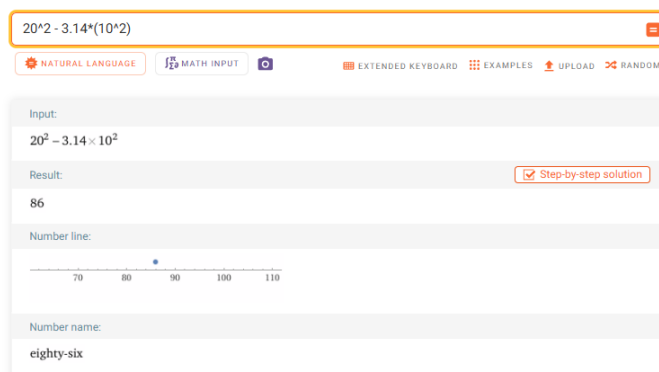 20^2 - 3.14*(10^2)
NATURAL LANGUAGE MATH INPUT EXTENDED KEYBOARD EXAMPLES UPLOAD RANDOM
Input:
20² – 3.14×10²
Result:
Step-by-step solution
86
Number line:
70 80 90 100 110
Number name:
eighty-six